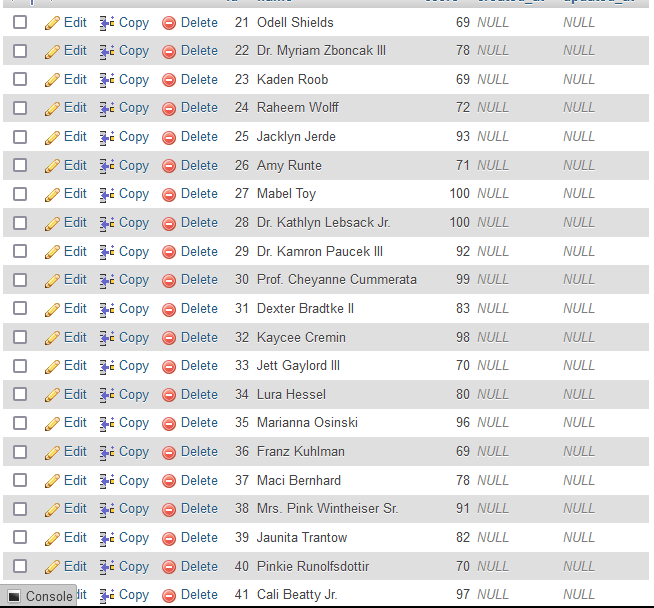 Edit Copy Delete 21 Odell Shields 69 NULL NULL
Edit Copy Delete 22 Dr. Myriam Zboncak III 78 NULL NULL
Edit Copy Delete 23 Kaden Roob 69 NULL NULL
Edit Copy Delete 24 Raheem Wolff 72 NULL NULL
Edit Copy Delete 25 Jacklyn Jerde 93 NULL NULL
Edit Copy Delete 26 Amy Runte 71 NULL NULL
Edit Copy Delete 27 Mabel Toy 100 NULL NULL
Edit Copy Delete 28 Dr. Kathlyn Lebsack Jr. 100 NULL NULL
Edit Copy Delete 29 Dr. Kamron Paucek III 92 NULL NULL
Edit Copy Delete 30 Prof. Cheyanne Cummerata 99 NULL NULL
Edit Copy Delete 31 Dexter Bradtke II 83 NULL NULL
Edit Copy Delete 32 Kaycee Cremin 98 NULL NULL
Edit Copy Delete 33 Jett Gaylord III 70 NULL NULL
Edit Copy Delete 34 Lura Hessel 80 NULL NULL
Edit Copy Delete 35 Marianna Osinski 96 NULL NULL
Edit Copy Delete 36 Franz Kuhlman 69 NULL NULL
Edit Copy Delete 37 Maci Bernhard 78 NULL NULL
Edit Copy Delete 38 Mrs. Pink Wintheiser Sr. 91 NULL NULL
Edit Copy Delete 39 Jaunita Trantow 82 NULL NULL
Edit Copy Delete 40 Pinkie Runolfsdottir 70 NULL NULL
Console Copy Delete 41 Cali Beatty Jr. 97 NULL NULL